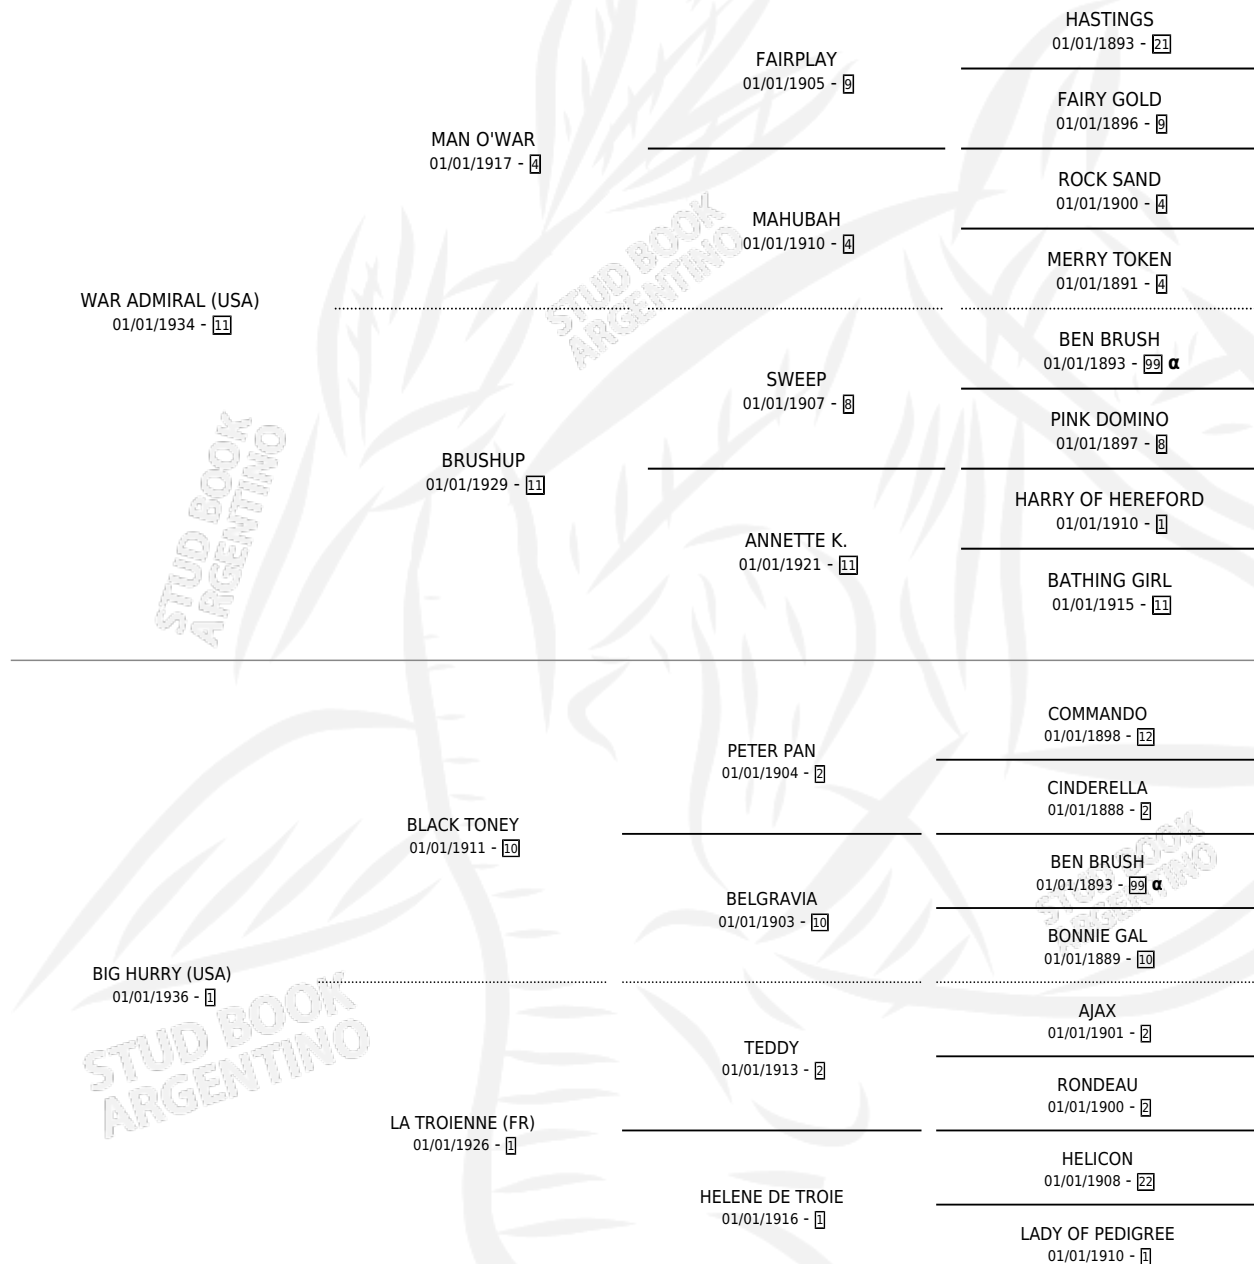 HASTINGS
01/01/1893 - 21
FAIRPLAY
01/01/1905 - 9
FAIRY GOLD
01/01/1896 - 9
MAN O'WAR
01/01/1917 - 4
ROCK SAND
01/01/1900 - 4
MAHUBAH
01/01/1910 - 4
MERRY TOKEN
01/01/1891 - 4
STUD BOOK
ARGENTINO
WAR ADMIRAL (USA)
01/01/1934 - 11
BEN BRUSH
01/01/1893 - 99 α
SWEEP
01/01/1907 - 8
PINK DOMINO
01/01/1897 - 8
BRUSHUP
01/01/1929 - 11
HARRY OF HEREFORD
01/01/1910 - 1
ANNETTE K.
01/01/1921 - 11
BATHING GIRL
01/01/1915 - 11
STUD BOOK
ARGENTINO
COMMANDO
01/01/1898 - 12
PETER PAN
01/01/1904 - 2
CINDERELLA
01/01/1888 - 2
BLACK TONEY
01/01/1911 - 10
BEN BRUSH
01/01/1893 - 99 α
BELGRAVIA
01/01/1903 - 10
BONNIE GAL
01/01/1889 - 10
STUD BOOK
ARGENTINO
BIG HURRY (USA)
01/01/1936 - 1
AJAX
01/01/1901 - 2
TEDDY
01/01/1913 - 2
RONDEAU
01/01/1900 - 2
STUD BOOK
ARGENTINO
LA TROIENNE (FR)
01/01/1926 - 1
HELICON
01/01/1908 - 22
HELENE DE TROIE
01/01/1916 - 1
LADY OF PEDIGREE
01/01/1910 - 1